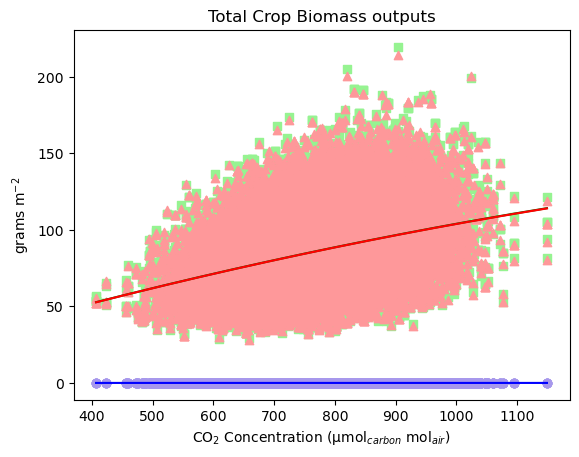 Total Crop Biomass outputs
grams m⁻²
200
150
100
50
0
400 500 600 700 800 900 1000 1100
CO₂ Concentration (μmol_carbon mol_air)